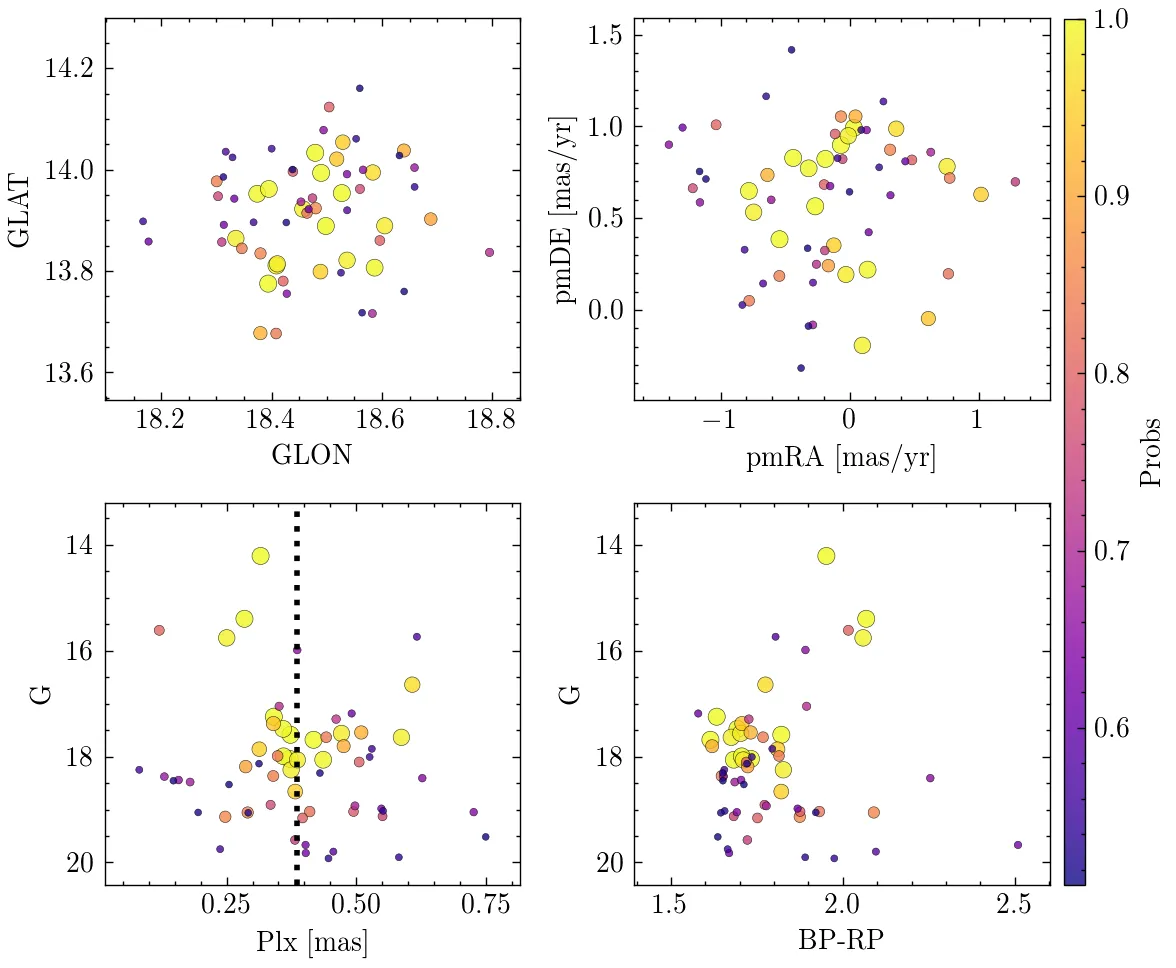 14.2
14.0
13.8
13.6
GLAT
18.2 18.4 18.6 18.8
GLON
1.5
1.0
0.5
0.0
pmDE [mas/yr]
−1 0 1
pmRA [mas/yr]
14
16
18
20
G
0.25 0.50 0.75
Plx [mas]
14
16
18
20
G
1.5 2.0 2.5
BP-RP
1.0
0.9
0.8
0.7
0.6
Probs